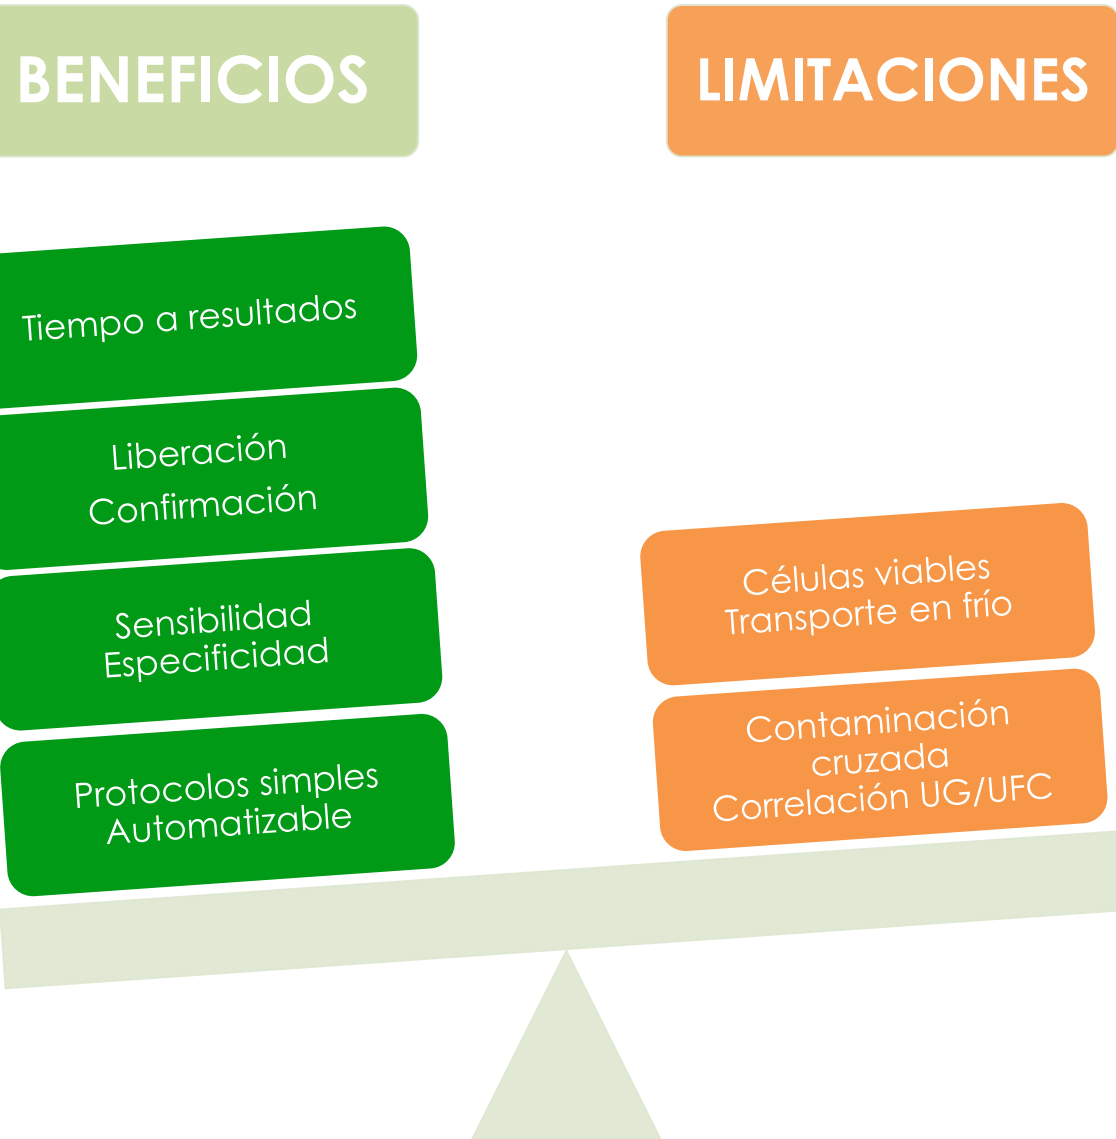 BENEFICIOS
LIMITACIONES
Tiempo a resultados
Liberación
Confirmación
Sensibilidad
Especificidad
Protocolos simples
Automatizable
Células viables
Transporte en frío
Contaminación
cruzada
Correlación UG/UFC